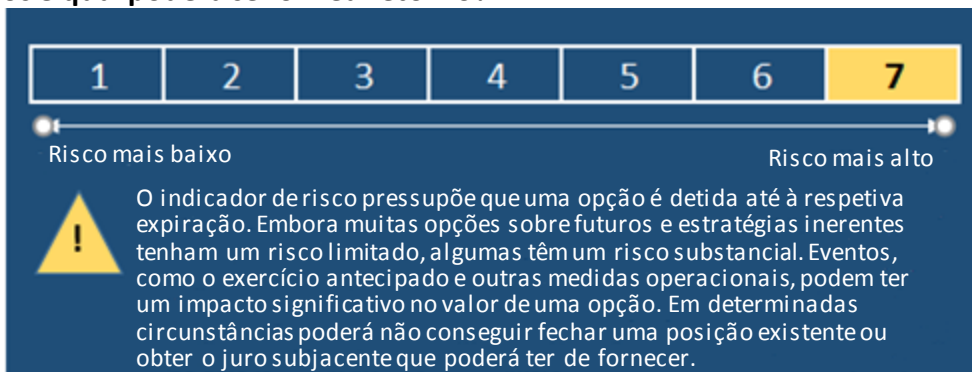 1 2 3 4 5 6 7
Risco mais baixo Risco mais alto
!
O indicador de risco pressupõe que uma opção é detida até à respetiva
expiração. Embora muitas opções sobre futuros e estratégias inerentes
tenham um risco limitado, algumas têm um risco substancial. Eventos,
como o exercício antecipado e outras medidas operacionais, podem ter
um impacto significativo no valor de uma opção. Em determinadas
circunstâncias poderá não conseguir fechar uma posição existente ou
obter o juro subjacente que poderá ter de fornecer.